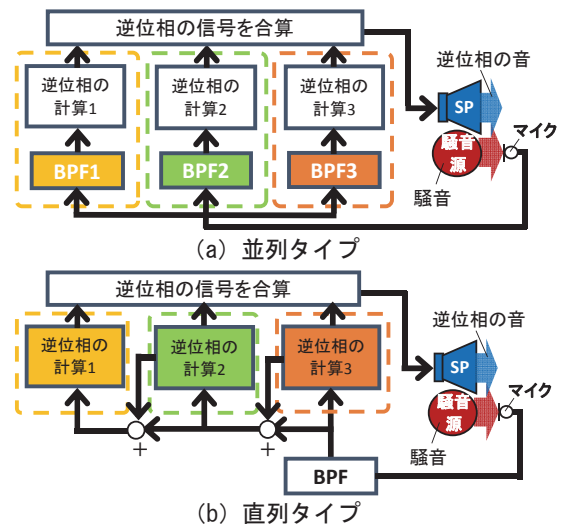 逆位相の信号を合算
逆位相の
計算1
逆位相の
計算2
逆位相の
計算3
BPF1
BPF2
BPF3
逆位相の音
SP
マイク
騒音
源
騒音
(a) 並列タイプ
逆位相の信号を合算
逆位相の
計算1
逆位相の
計算2
逆位相の
計算3
+
+
BPF
逆位相の音
SP
マイク
騒音
源
騒音
(b) 直列タイプ